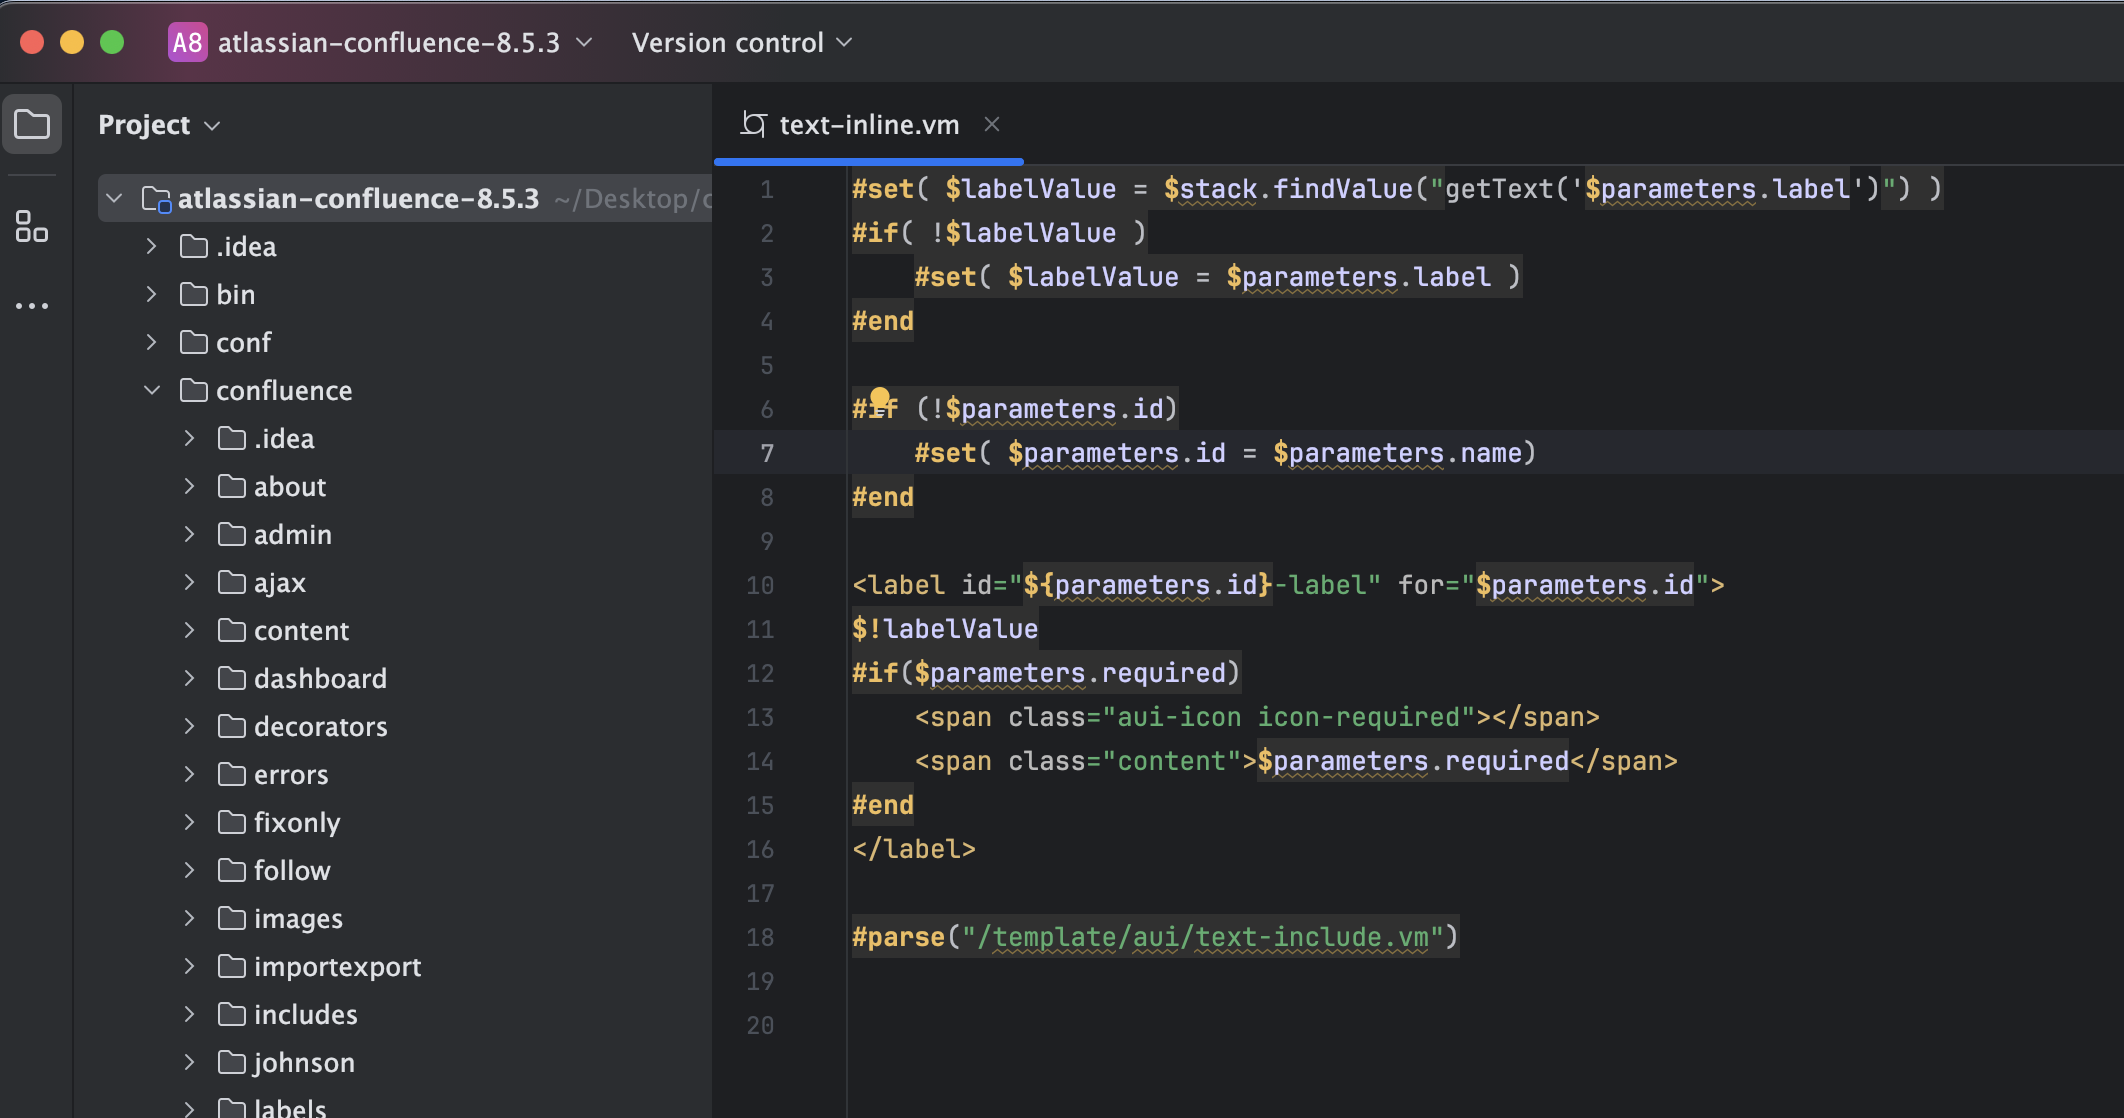 A8 atlassian-confluence-8.5.3 Version control
Project
atlassian-confluence-8.5.3 ~/Desktop/c
.idea
bin
conf
confluence
.idea
about
admin
ajax
content
dashboard
decorators
errors
fixonly
follow
images
importexport
includes
johnson
labels
text-inline.vm
1 #set( $labelValue = $stack.findValue("getText('$parameters.label')") )
2 #if( !$labelValue )
3     #set( $labelValue = $parameters.label )
4 #end
5
6 #if (!$parameters.id)
7     #set( $parameters.id = $parameters.name)
8 #end
9
10 <label id="${parameters.id}-label" for="$parameters.id">
11 $!labelValue
12 #if($parameters.required)
13     <span class="aui-icon icon-required"></span>
14     <span class="content">$parameters.required</span>
15 #end
16 </label>
17
18 #parse("/template/aui/text-include.vm")
19
20